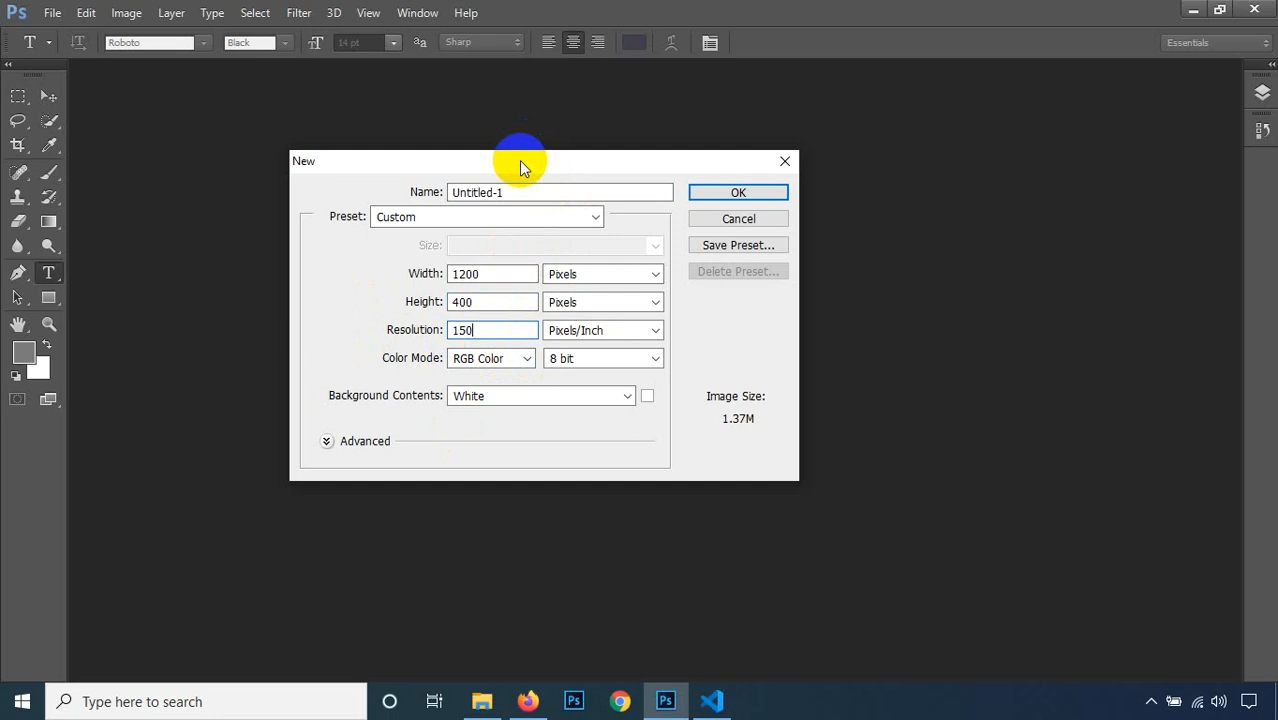 Ps File Edit Image Layer Type Select Filter 3D View Window Help
T T Roboto Black T 14 pt aa Sharp Essentials
New
Name: Untitled-1 OK
Preset: Custom Cancel
Size: Save Preset...
Width: 1200 Pixels Delete Preset...
Height: 400 Pixels
Resolution: 150 Pixels/Inch
Color Mode: RGB Color 8 bit
Background Contents: White Image Size:
1.37M
Advanced
T
Type here to search Ps Ps